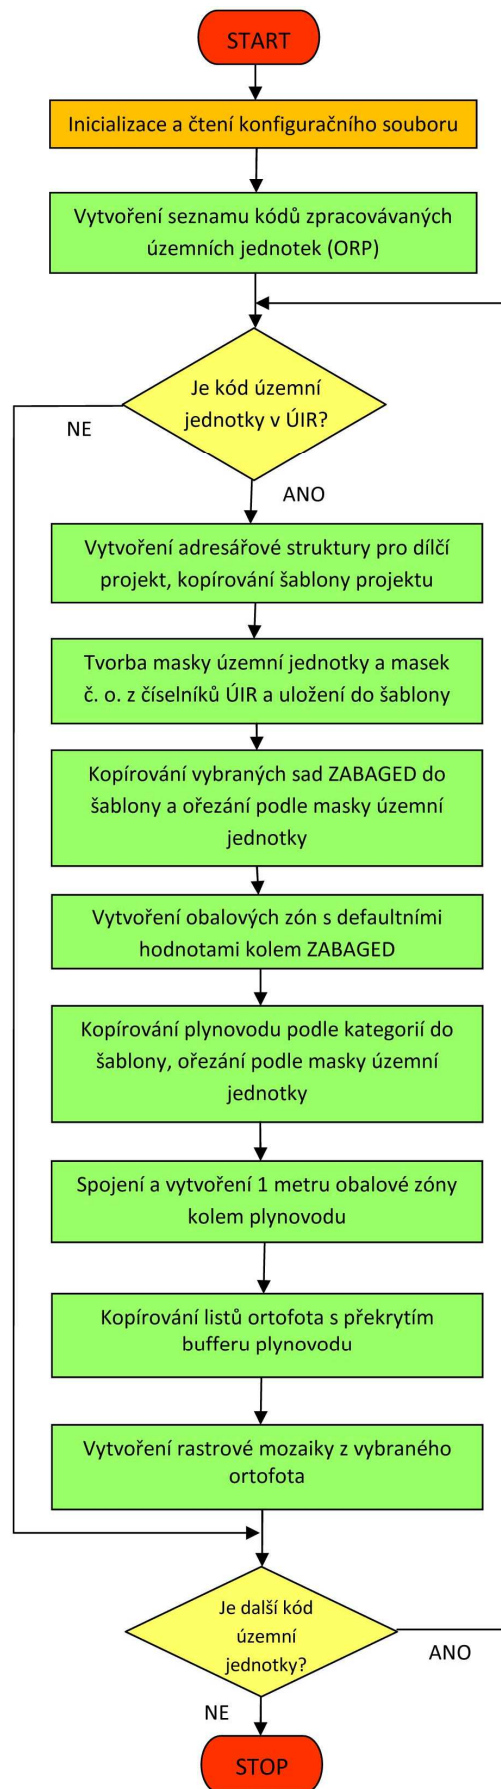 START
Inicializace a čtení konfiguračního souboru
Vytvoření seznamu kódů zpracovávaných
územních jednotek (ORP)
Je kód územní
jednotky v ÚIR?
NE
ANO
Vytvoření adresářové struktury pro dílčí
projekt, kopírování šablony projektu
Tvorba masky územní jednotky a masek
č. o. z číselníků ÚIR a uložení do šablony
Kopírování vybraných sad ZABAGED do
šablony a ořezání podle masky územní
jednotky
Vytvoření obalových zón s defaultními
hodnotami kolem ZABAGED
Kopírování plynovodu podle kategorií do
šablony, ořezání podle masky územní
jednotky
Spojení a vytvoření 1 metru obalové zóny
kolem plynovodu
Kopírování listů ortofota s překrytím
bufferu plynovodu
Vytvoření rastrové mozaiky z vybraného
ortofota
Je další kód
územní
jednotky?
ANO
NE
STOP